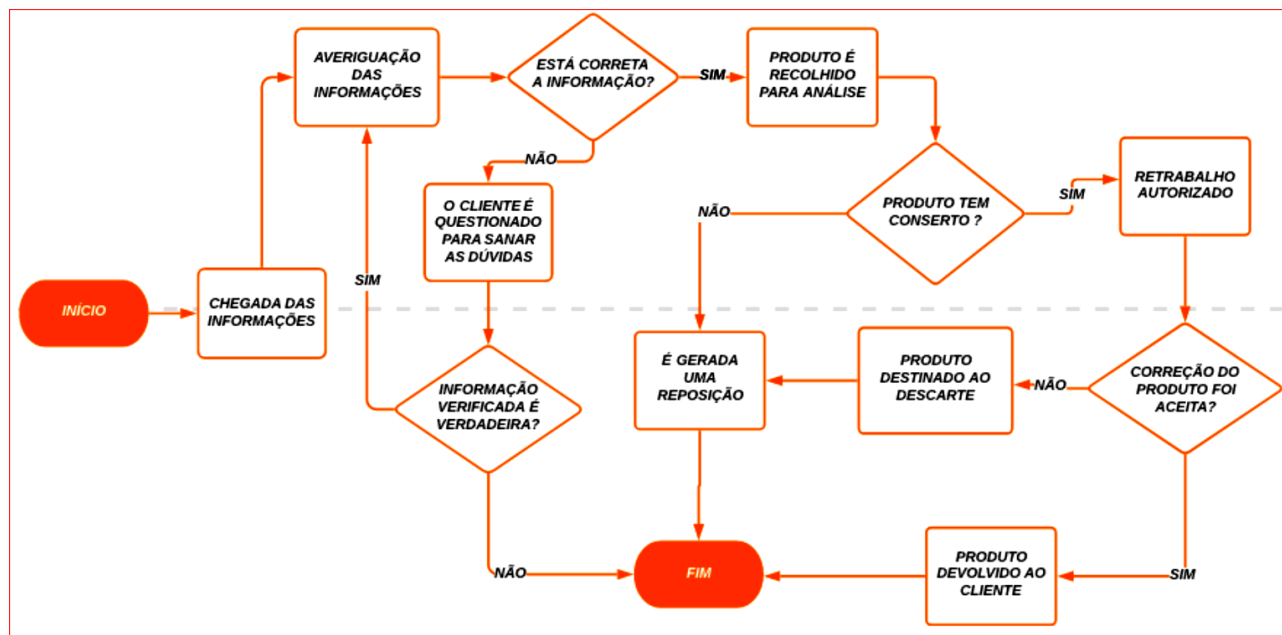 AVERIGUAÇÃO
DAS
INFORMAÇÕES
ESTÁ CORRETA
A INFORMAÇÃO?
SIM
PRODUTO É
RECOLHIDO
PARA ANÁLISE
NÃO
O CLIENTE É
QUESTIONADO
PARA SANAR
AS DÚVIDAS
NÃO
PRODUTO TEM
CONSERTO ?
SIM
RETRABALHO
AUTORIZADO
SIM
INÍCIO
CHEGADA DAS
INFORMAÇÕES
INFORMAÇÃO
VERIFICADA É
VERDADEIRA?
É GERADA
UMA
REPOSIÇÃO
PRODUTO
DESTINADO AO
DESCARTE
NÃO
CORREÇÃO DO
PRODUTO FOI
ACEITA?
NÃO
FIM
PRODUTO
DEVOLVIDO AO
CLIENTE
SIM